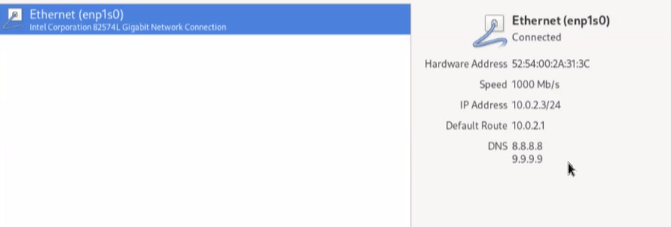 Ethernet (enp1s0)
Intel Corporation 82574L Gigabit Network Connection
Ethernet (enp1s0)
Connected
Hardware Address 52:54:00:2A:31:3C
Speed 1000 Mb/s
IP Address 10.0.2.3/24
Default Route 10.0.2.1
DNS 8.8.8.8
9.9.9.9